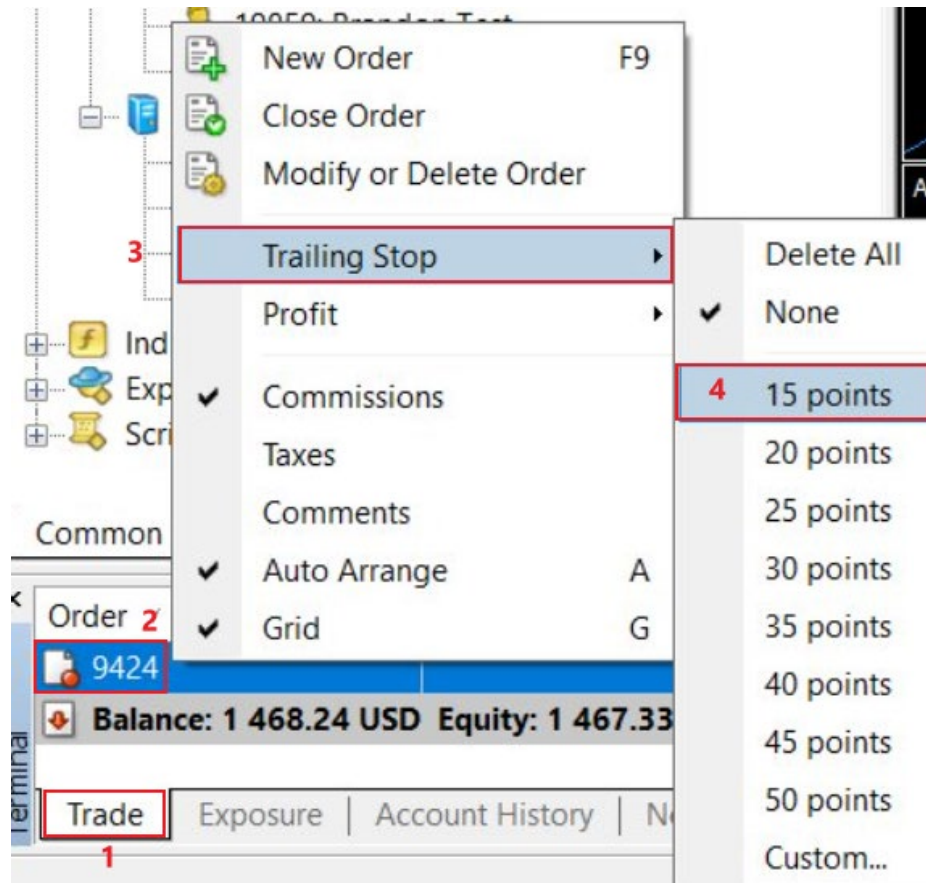 New Order F9
Close Order
Modify or Delete Order
3
Trailing Stop
Profit
Commissions
Taxes
Comments
Auto Arrange A
Grid G
Delete All
None
4 15 points
20 points
25 points
30 points
35 points
40 points
45 points
50 points
Custom...
Ind
Exp
Scri
Common
Order 2
9424
Balance: 1 468.24 USD Equity: 1 467.33
Terminal
Trade Exposure | Account History | N
1